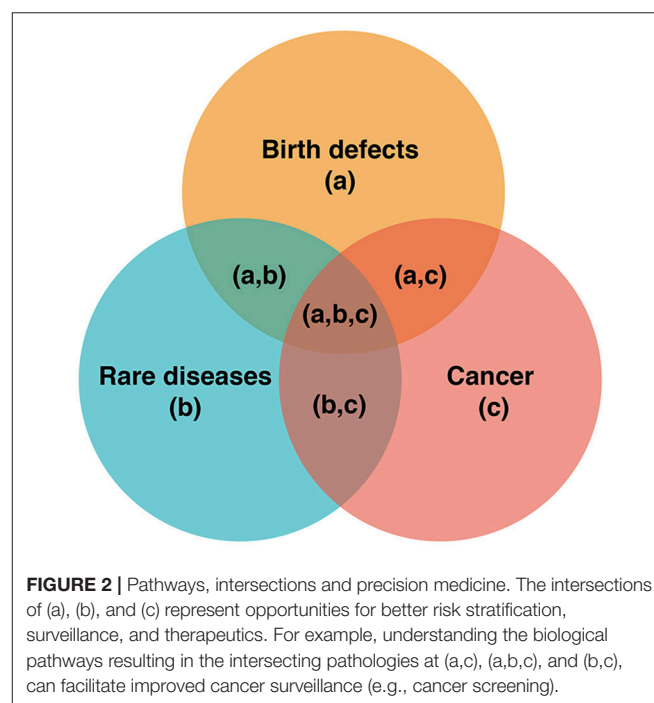 Birth defects
(a)
(a,b)
(a,c)
(a,b,c)
Rare diseases
(b)
Cancer
(c)
(b,c)
FIGURE 2 | Pathways, intersections and precision medicine. The intersections
of (a), (b), and (c) represent opportunities for better risk stratification,
surveillance, and therapeutics. For example, understanding the biological
pathways resulting in the intersecting pathologies at (a,c), (a,b,c), and (b,c),
can facilitate improved cancer surveillance (e.g., cancer screening).